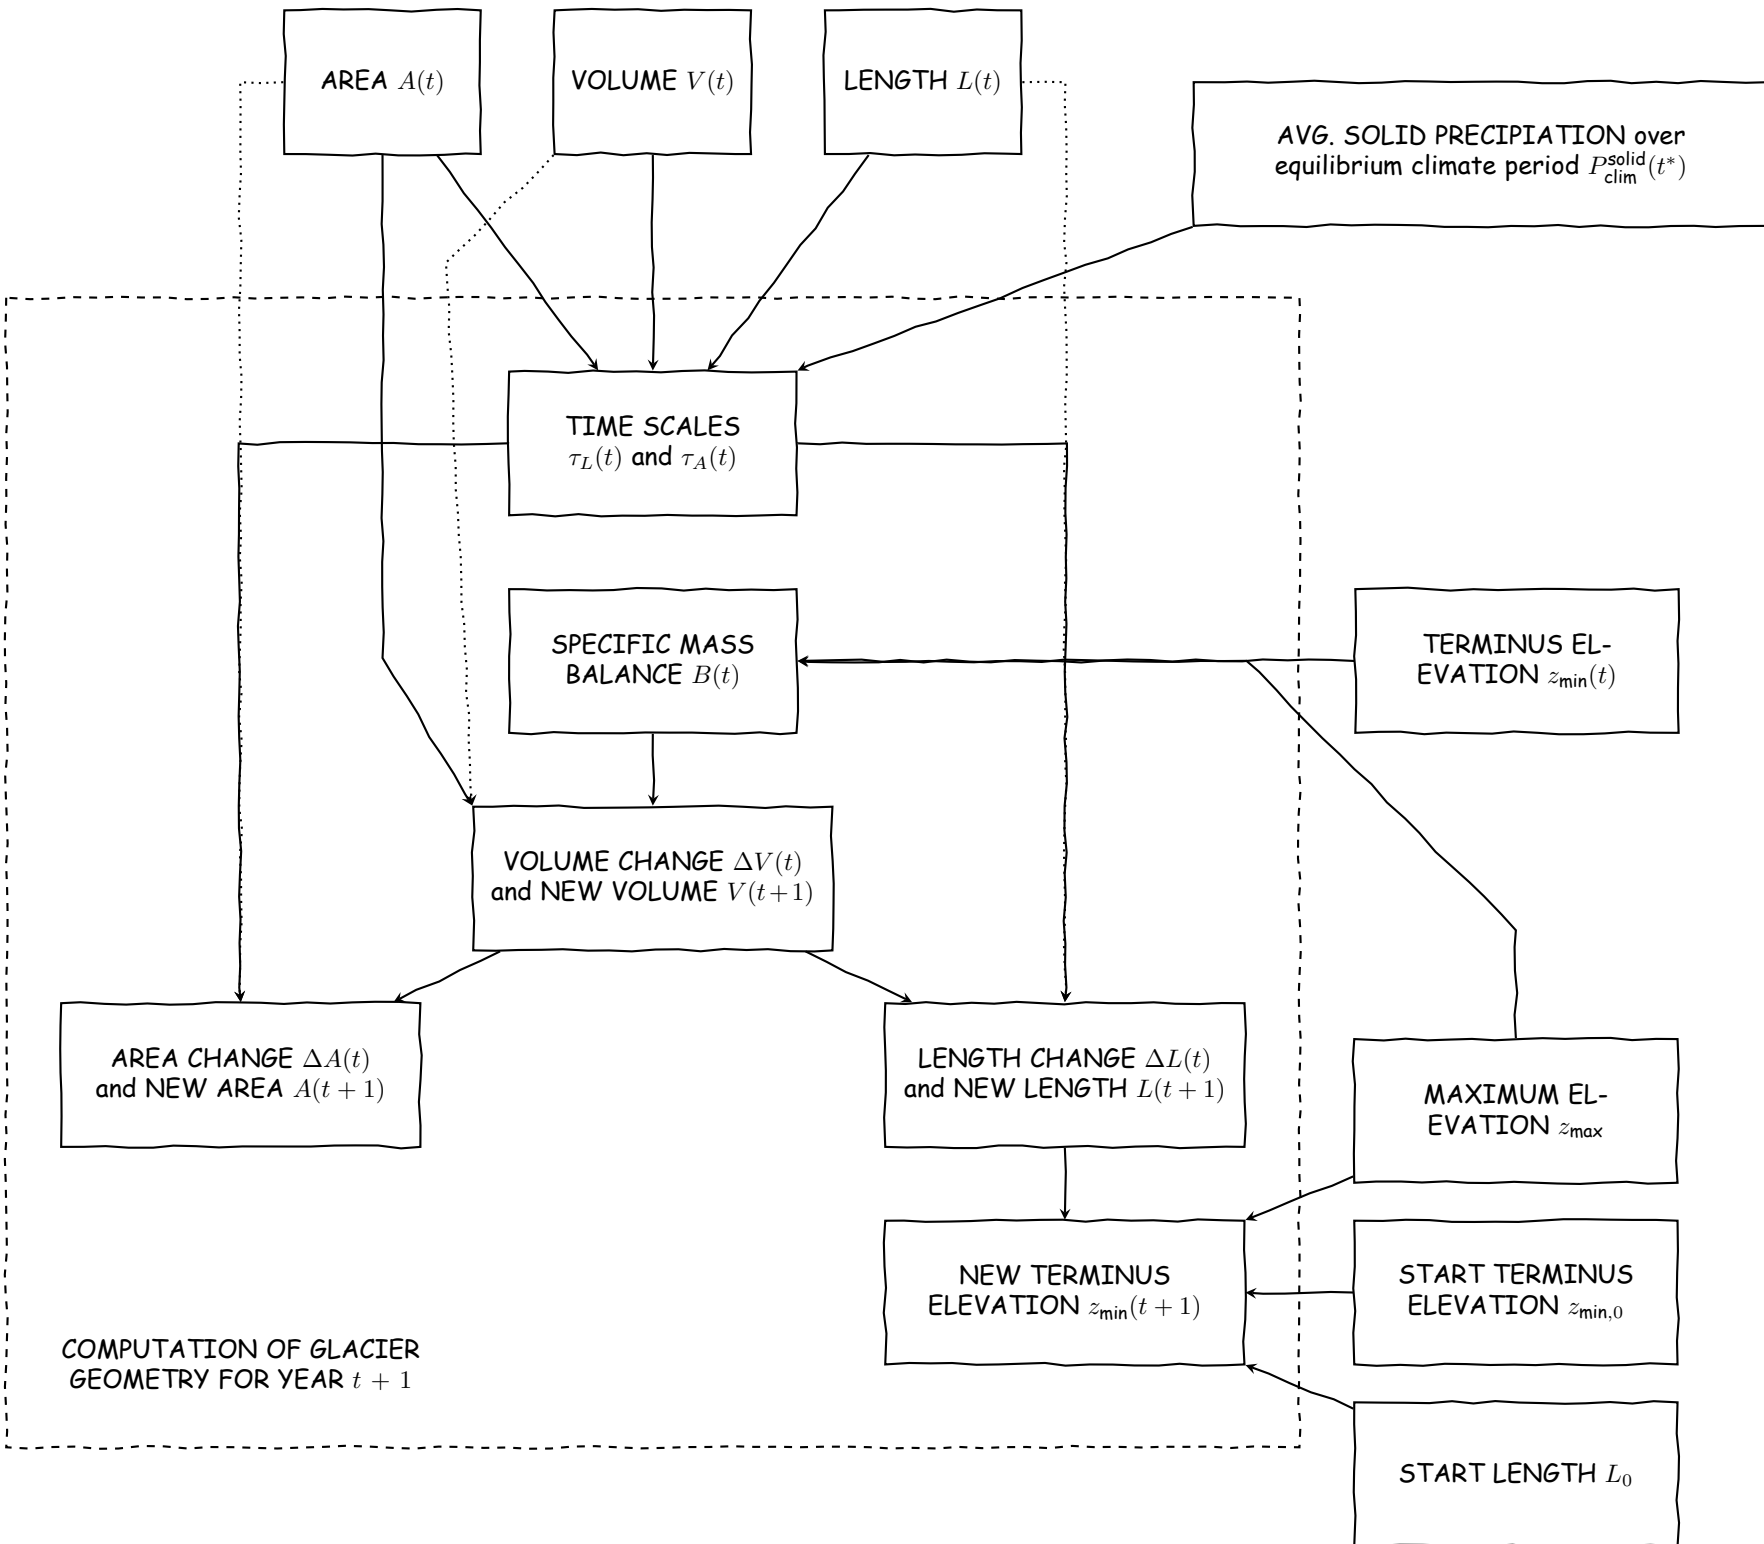 AREA A(t)
VOLUME V(t)
LENGTH L(t)
AVG. SOLID PRECIPIATION over
equilibrium climate period P_clim^solid(t*)
TIME SCALES
τ_L(t) and τ_A(t)
SPECIFIC MASS
BALANCE B(t)
TERMINUS EL-
EVATION z_min(t)
VOLUME CHANGE ΔV(t)
and NEW VOLUME V(t+1)
AREA CHANGE ΔA(t)
and NEW AREA A(t + 1)
LENGTH CHANGE ΔL(t)
and NEW LENGTH L(t+1)
MAXIMUM EL-
EVATION z_max
NEW TERMINUS
ELEVATION z_min(t + 1)
START TERMINUS
ELEVATION z_min,0
COMPUTATION OF GLACIER
GEOMETRY FOR YEAR t + 1
START LENGTH L_0